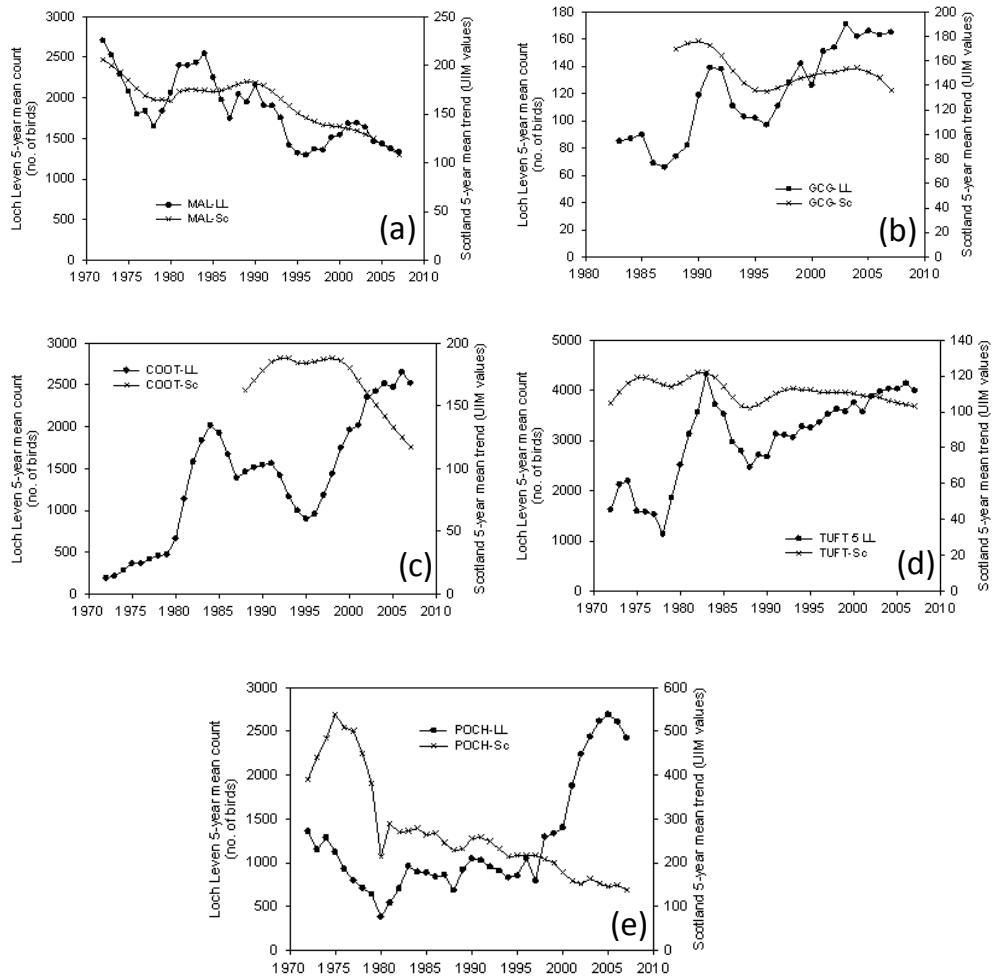 Loch Leven 5-year mean count
(no. of birds)
3000
2500
2000
1500
1000
500
0
MAL-LL
MAL-Sc
(a)
250
200
150
100
50
0
Scotland 5-year mean trend (UIM values)
1970 1975 1980 1985 1990 1995 2000 2005 2010
Loch Leven 5-year mean count
(no. of birds)
180
160
140
120
100
80
60
40
20
0
GCG-LL
GCG-Sc
(b)
200
180
160
140
120
100
80
60
40
20
0
Scotland 5-year mean trend (UIM values)
1980 1985 1990 1995 2000 2005 2010
Loch Leven 5-year mean count
(no. of birds)
3000
2500
2000
1500
1000
500
0
COOT-LL
COOT-Sc
(c)
200
150
100
50
0
Scotland 5-year mean trend (UIM values)
1970 1975 1980 1985 1990 1995 2000 2005 2010
Loch Leven 5-year mean count
(no. of birds)
5000
4000
3000
2000
1000
0
TUFT 5 LL
TUFT-Sc
(d)
140
120
100
80
60
40
20
0
Scotland 5-year mean trend (UIM values)
1970 1975 1980 1985 1990 1995 2000 2005 2010
Loch Leven 5-year mean count
(no. of birds)
3000
2500
2000
1500
1000
500
0
POCH-LL
POCH-Sc
(e)
600
500
400
300
200
100
0
Scotland 5-year mean trend (UIM values)
1970 1975 1980 1985 1990 1995 2000 2005 2010